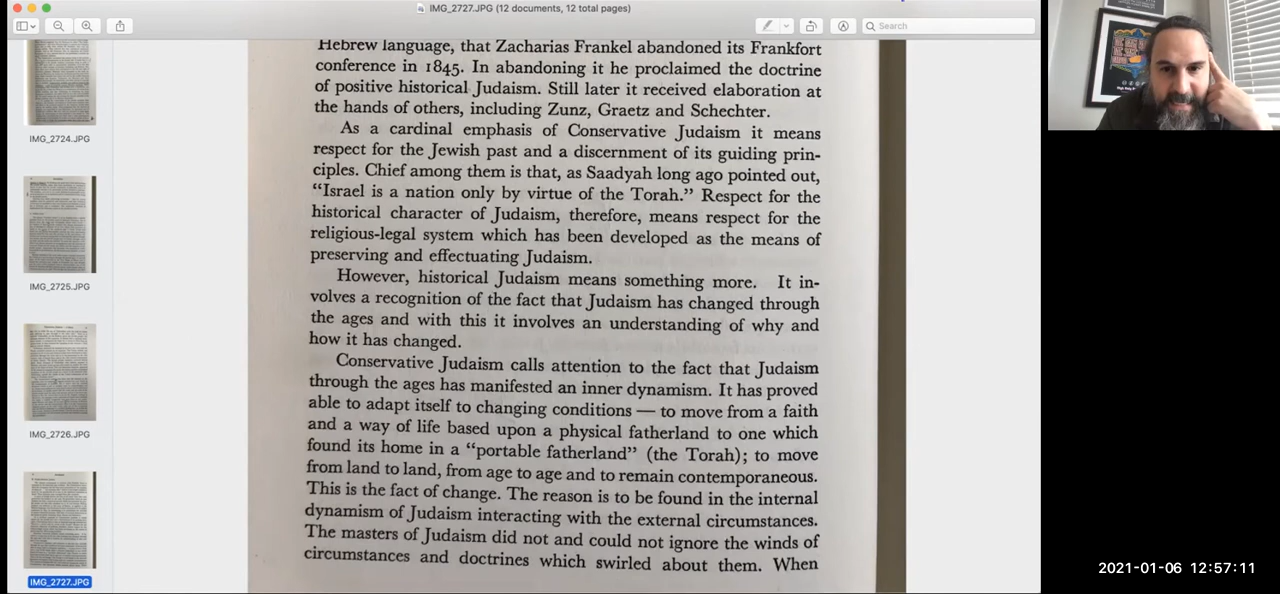 IMG_2727.JPG (12 documents, 12 total pages)
Search
IMG_2724.JPG
IMG_2725.JPG
IMG_2726.JPG
IMG_2727.JPG
Hebrew language, that Zacharias Frankel abandoned its Frankfort
conference in 1845. In abandoning it he proclaimed the doctrine
of positive historical Judaism. Still later it received elaboration at
the hands of others, including Zunz, Graetz and Schechter.
As a cardinal emphasis of Conservative Judaism it means
respect for the Jewish past and a discernment of its guiding prin-
ciples. Chief among them is that, as Saadyah long ago pointed out,
“Israel is a nation only by virtue of the Torah.” Respect for the
historical character of Judaism, therefore, means respect for the
religious-legal system which has been developed as the means of
preserving and effectuating Judaism.
However, historical Judaism means something more. It in-
volves a recognition of the fact that Judaism has changed through
the ages and with this it involves an understanding of why and
how it has changed.
Conservative Judaism calls attention to the fact that Judaism
through the ages has manifested an inner dynamism. It has proved
able to adapt itself to changing conditions — to move from a faith
and a way of life based upon a physical fatherland to one which
found its home in a “portable fatherland” (the Torah); to move
from land to land, from age to age and to remain contemporaneous.
This is the fact of change. The reason is to be found in the internal
dynamism of Judaism interacting with the external circumstances.
The masters of Judaism did not and could not ignore the winds of
circumstances and doctrines which swirled about them. When
2021-01-06 12:57:11